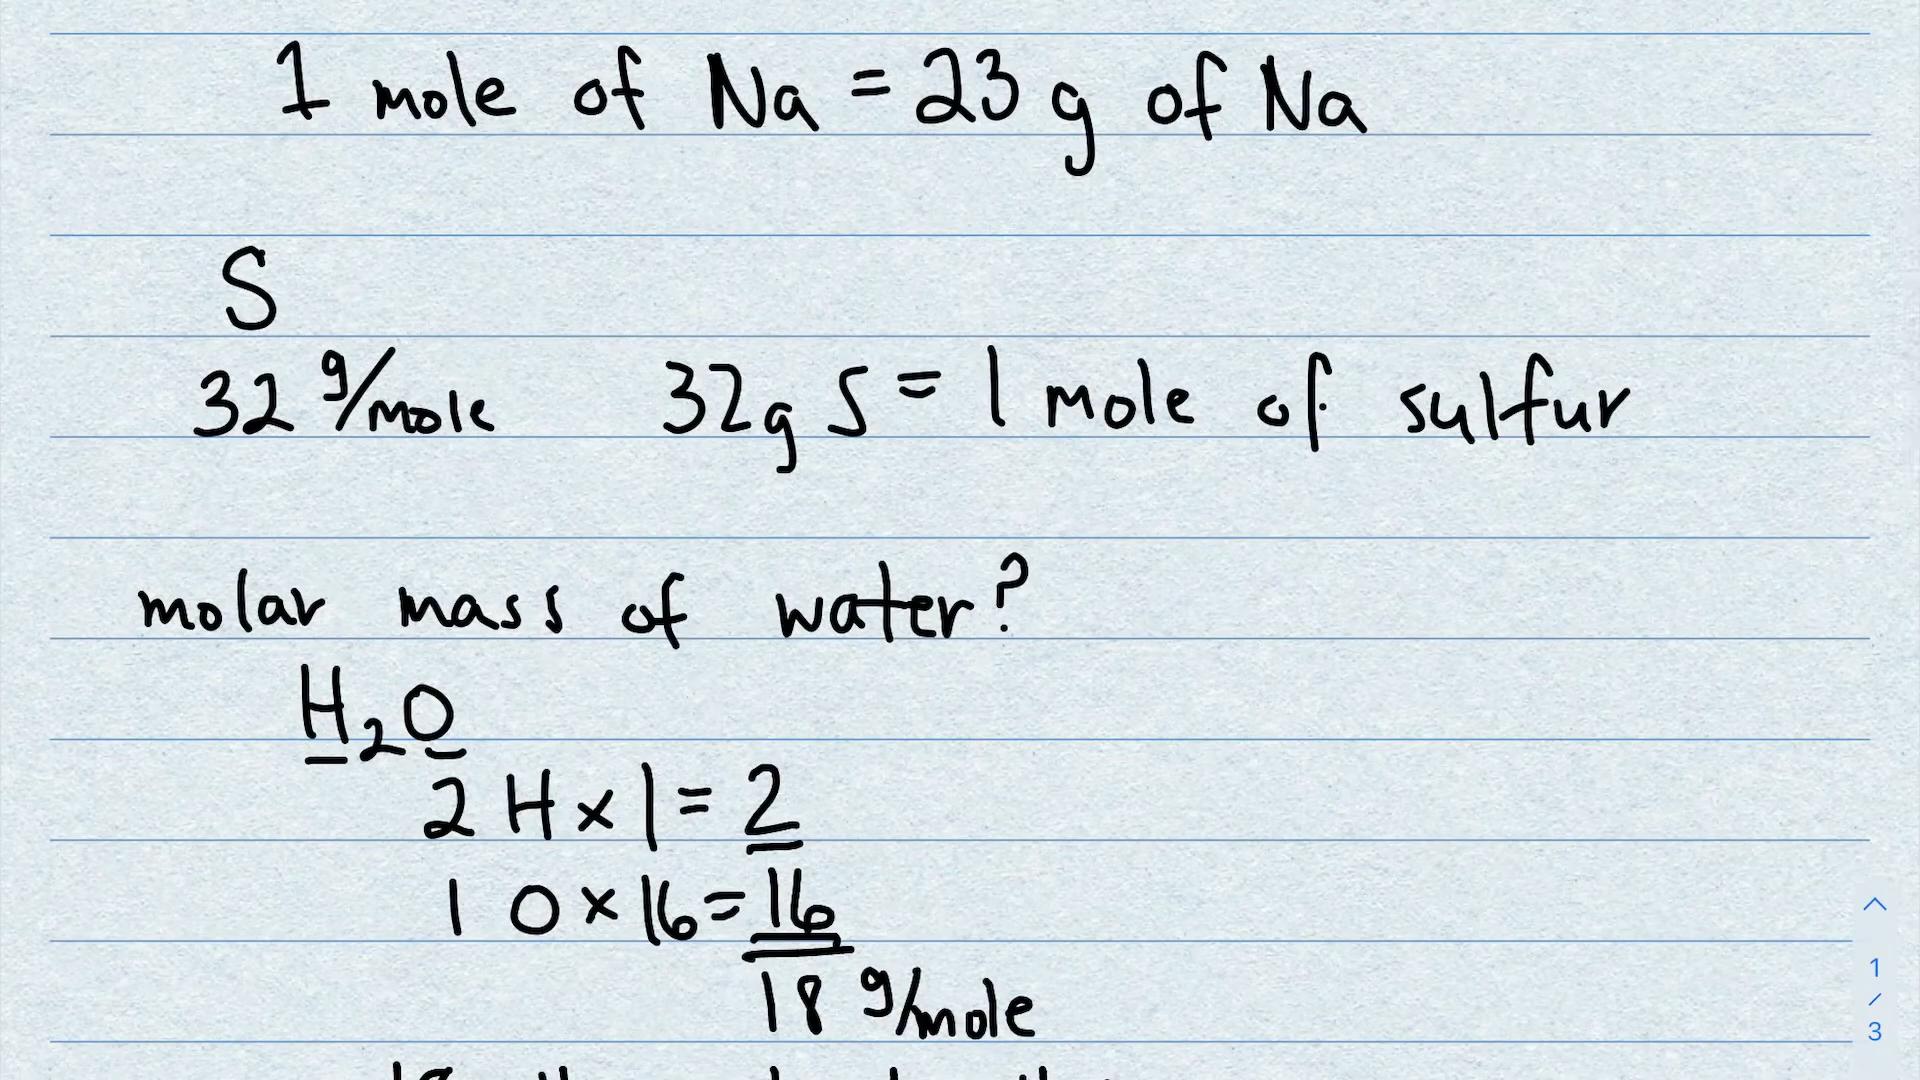 1 mole of Na = 23 g of Na
S
32 g/mole 32g S = 1 mole of sulfur
molar mass of water?
H₂O
2 H x 1 = 2
1 O x 16 = 16
18 g/mole
1
/
3